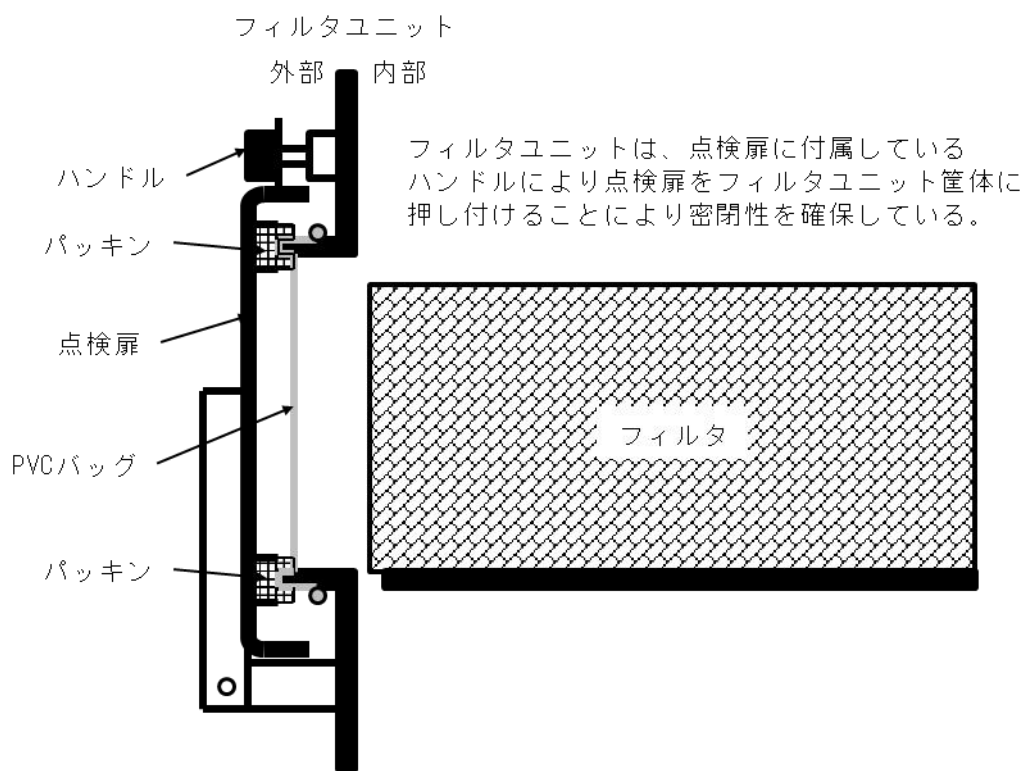 フィルタユニット
外部 内部
フィルタユニットは、点検扉に付属している
ハンドルにより点検扉をフィルタユニット筐体に
押し付けることにより密閉性を確保している。
ハンドル
パッキン
点検扉
フィルタ
PVCバッグ
パッキン